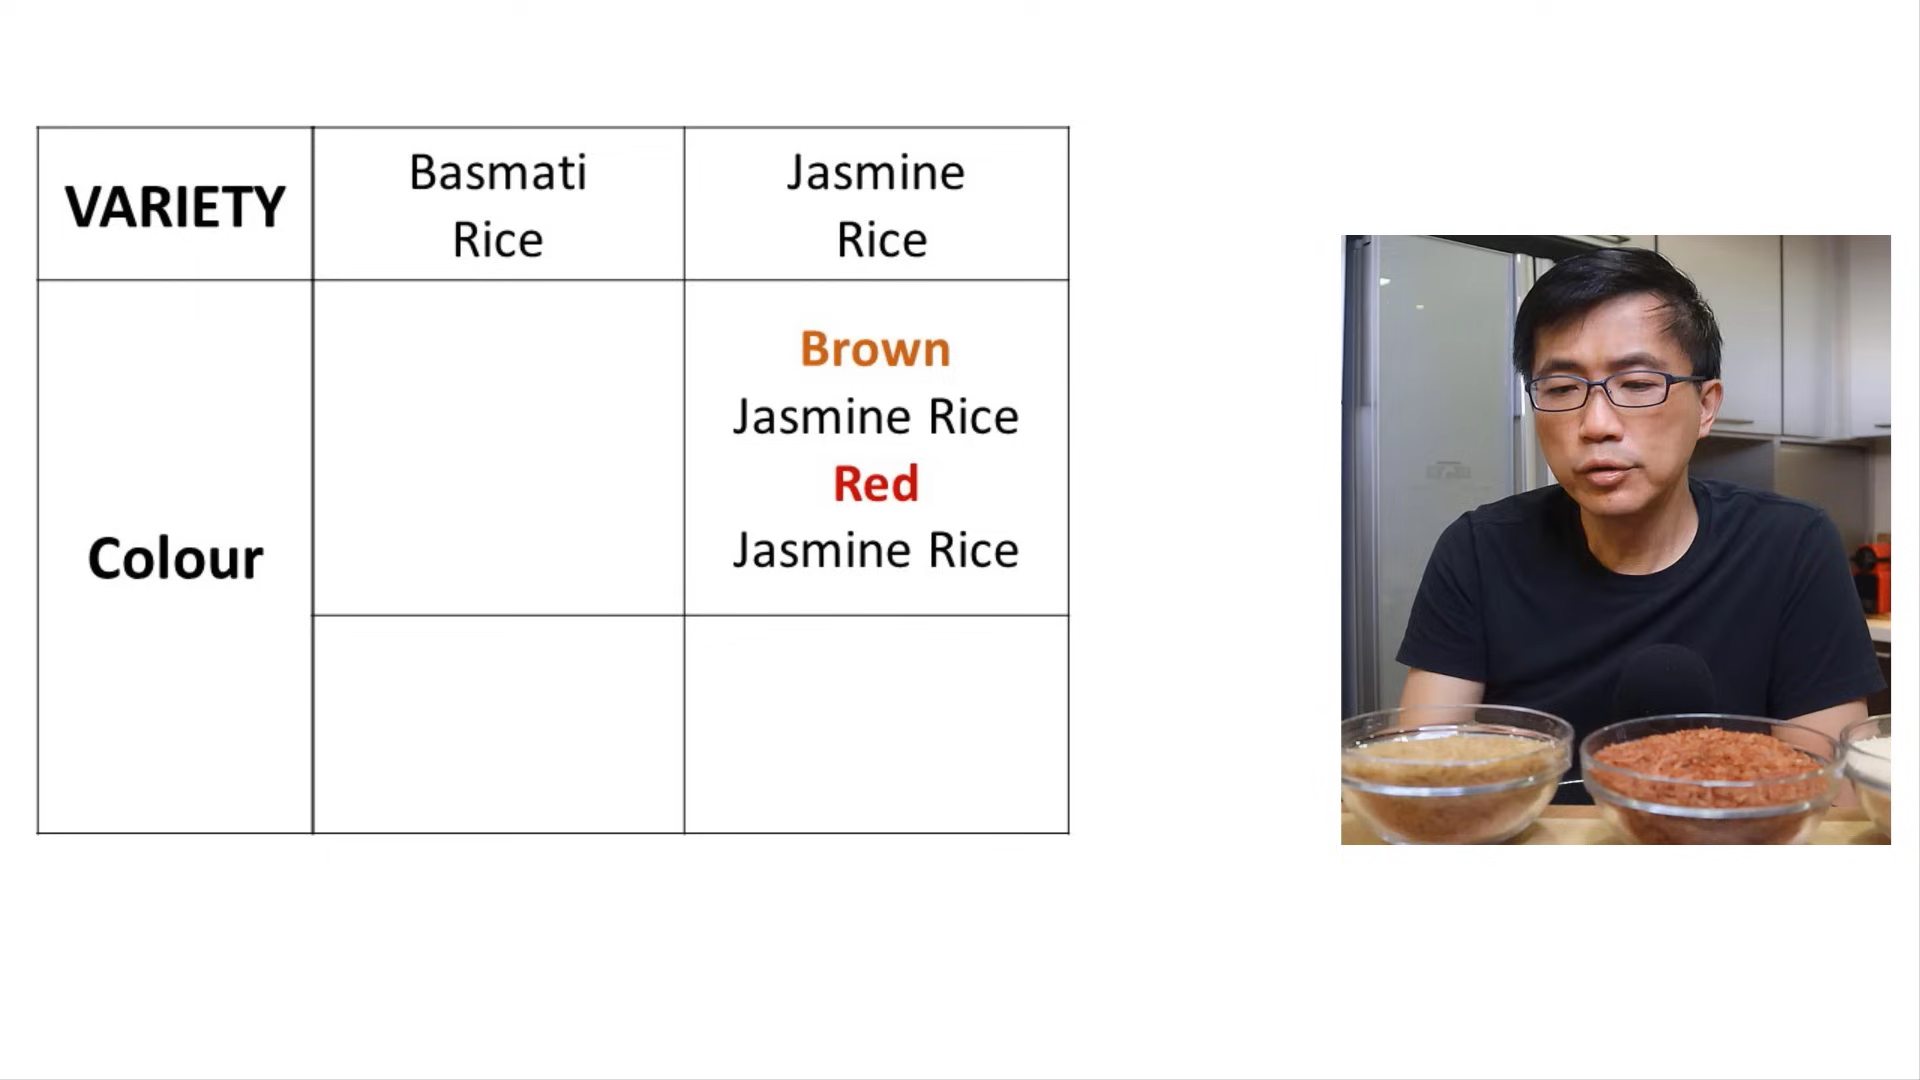 VARIETY
Basmati
Rice
Jasmine
Rice
Colour
Brown
Jasmine Rice
Red
Jasmine Rice